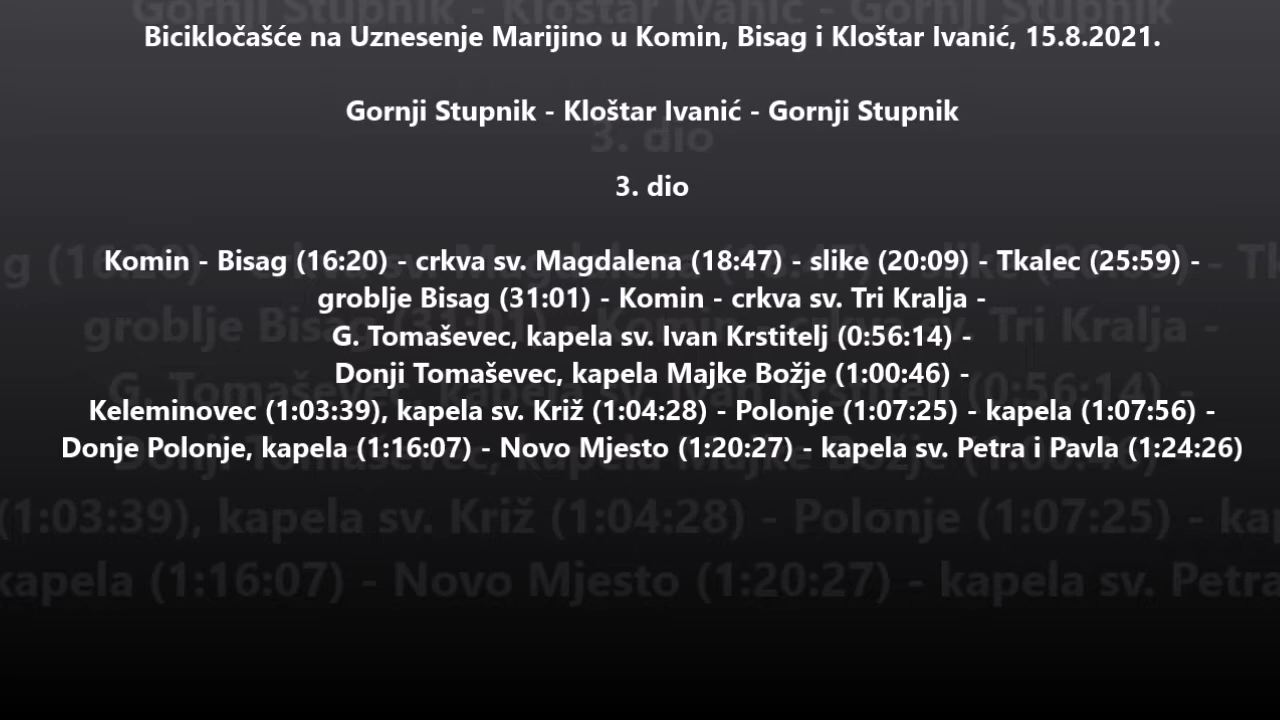 Bicikločašće na Uznesenje Marijino u Komin, Bisag i Kloštar Ivanić, 15.8.2021.
Gornji Stupnik - Kloštar Ivanić - Gornji Stupnik
3. dio
Komin - Bisag (16:20) - crkva sv. Magdalena (18:47) - slike (20:09) - Tkalec (25:59) -
groblje Bisag (31:01) - Komin - crkva sv. Tri Kralja -
G. Tomaševec, kapela sv. Ivan Krstitelj (0:56:14) -
Donji Tomaševec, kapela Majke Božje (1:00:46) -
Keleminovec (1:03:39), kapela sv. Križ (1:04:28) - Polonje (1:07:25) - kapela (1:07:56) -
Donje Polonje, kapela (1:16:07) - Novo Mjesto (1:20:27) - kapela sv. Petra i Pavla (1:24:26)